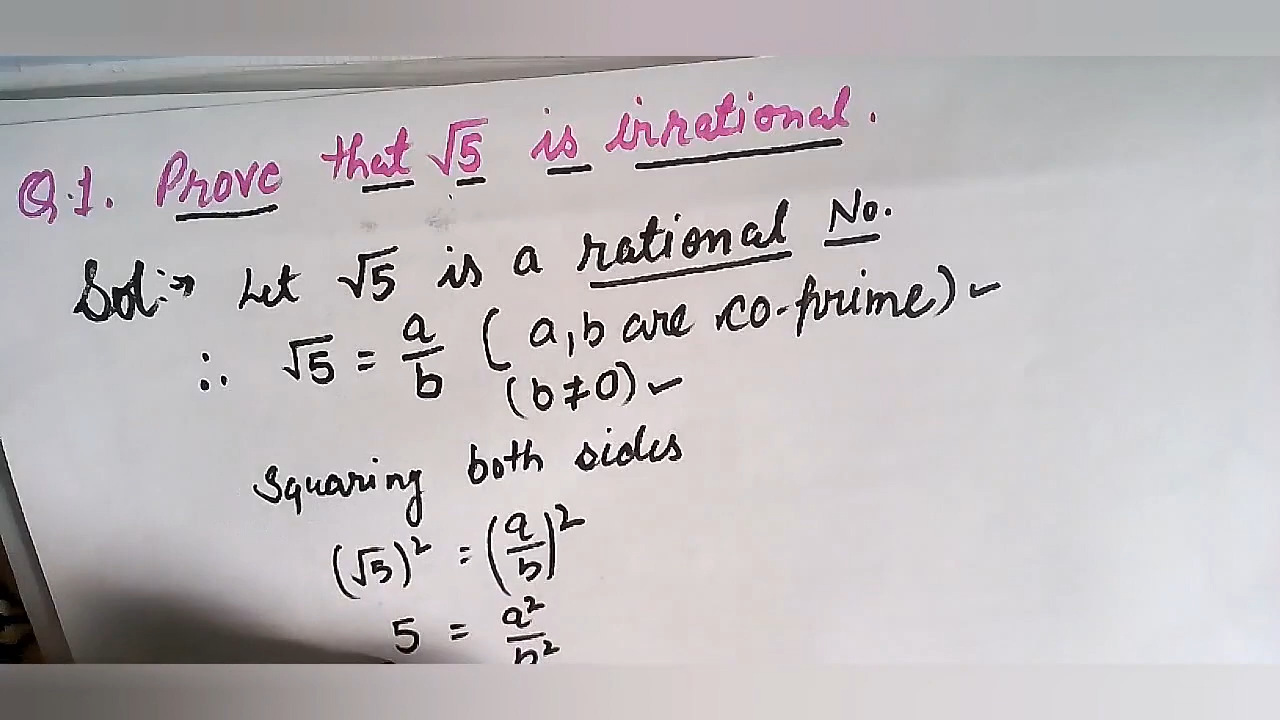 Q.1. Prove that √5 is irrational.
Sol:→ Let √5 is a rational No.
∴ √5 = a/b ( a, b are co-prime) ✓
(b ≠ 0) ✓
Squaring both sides
(√5)² = (a/b)²
5 = a²/b²